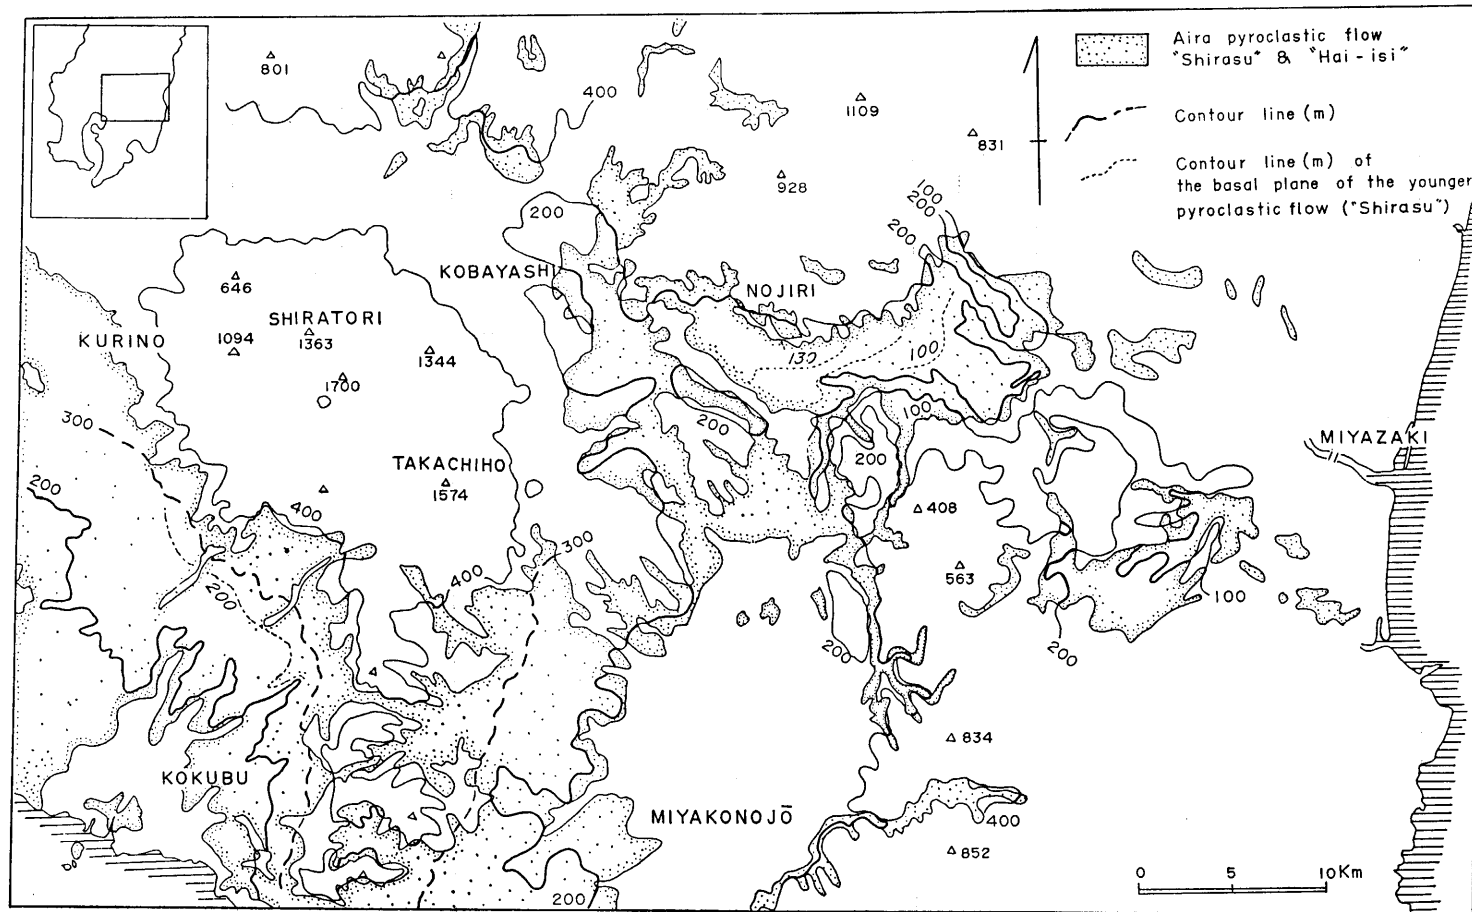 Aira pyroclastic flow
"Shirasu" & "Hai-isi"
Contour line (m)
Contour line (m) of
the basal plane of the younger
pyroclastic flow ("Shirasu")
801
400
1109
831
928
100
200
200
200
KOBAYASHI
NOJIRI
646
SHIRATORI
KURINO
1094
1363
1344
130
100
1700
300
200
100
MIYAZAKI
TAKACHIHO
200
1574
200
400
408
300
400
563
200
100
200
200
834
KOKUBU
MIYAKONOJŌ
400
852
0 5 10 Km
200